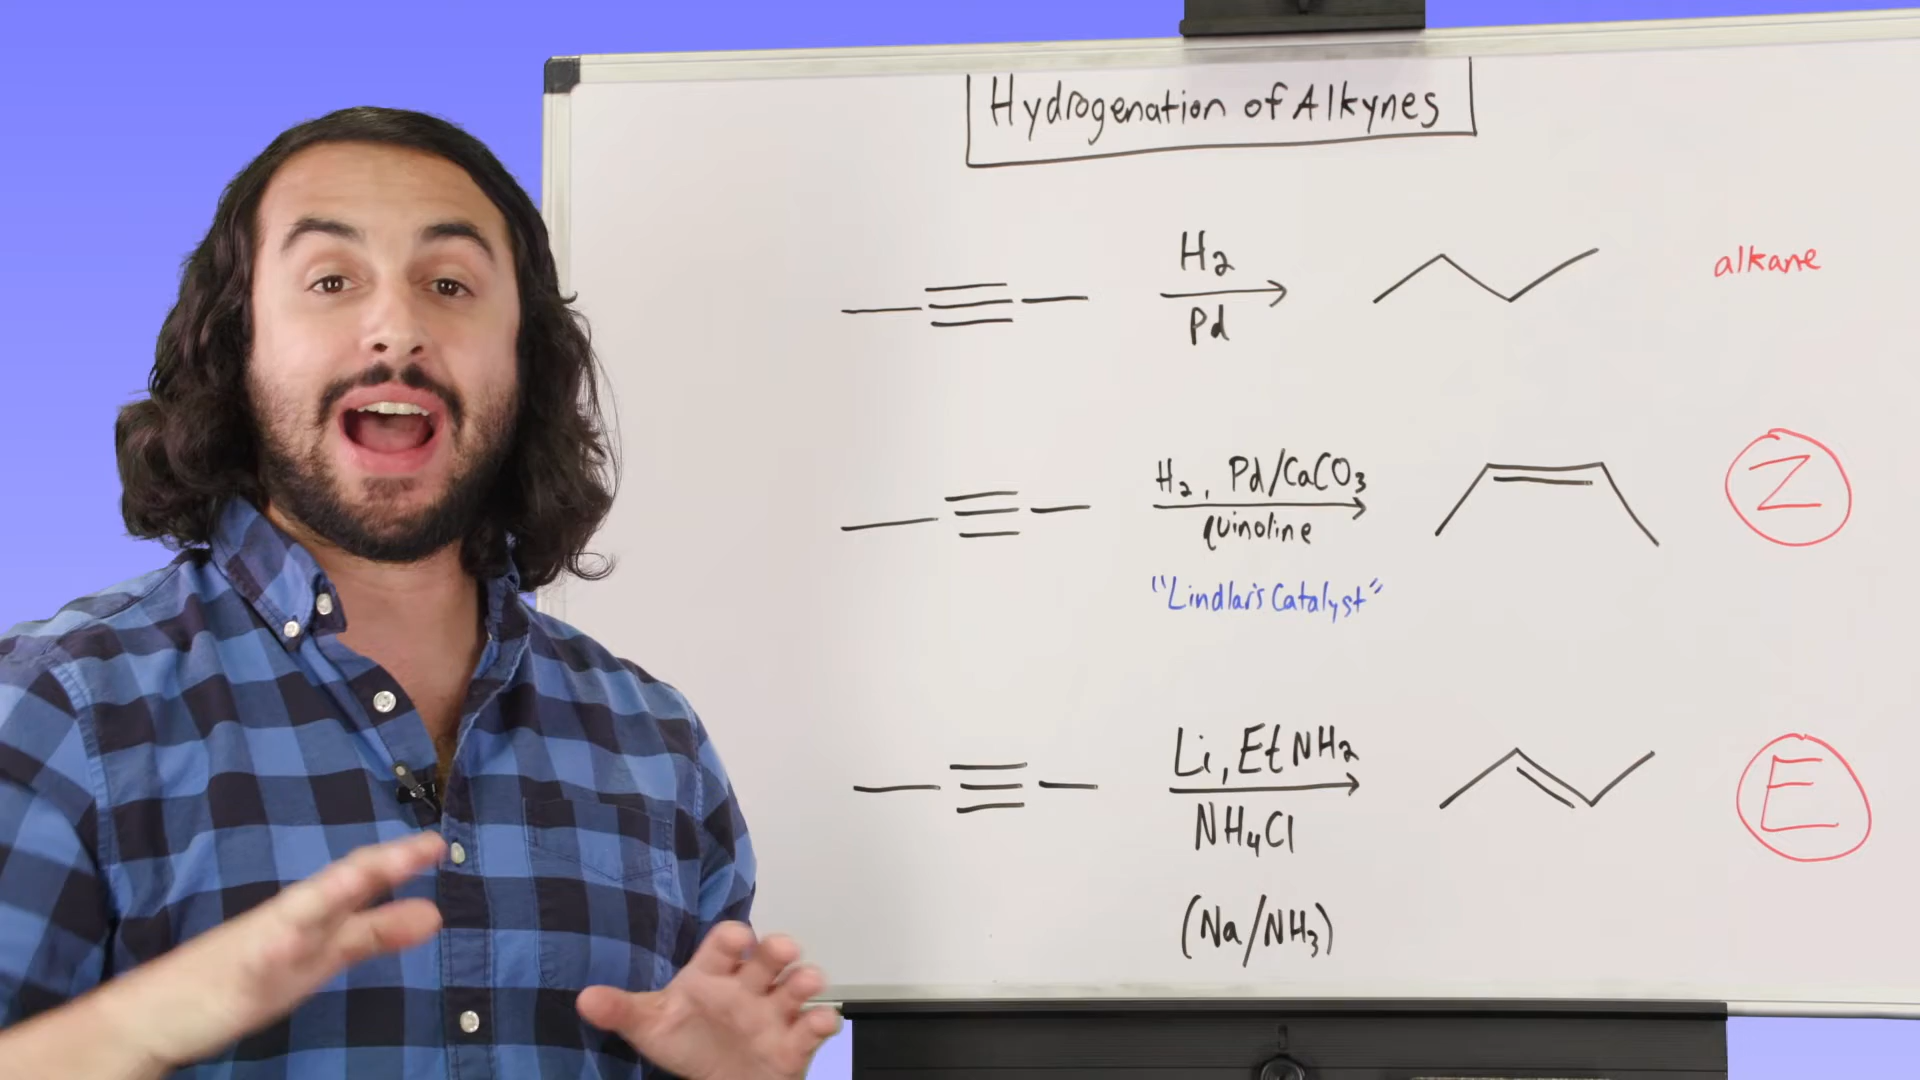 Hydrogenation of Alkynes
H₂
Pd
alkane
H₂, Pd/CaCO₃
quinoline
Z
"Lindlar's Catalyst"
Li, EtNH₂
NH₄Cl
E
(Na/NH₃)